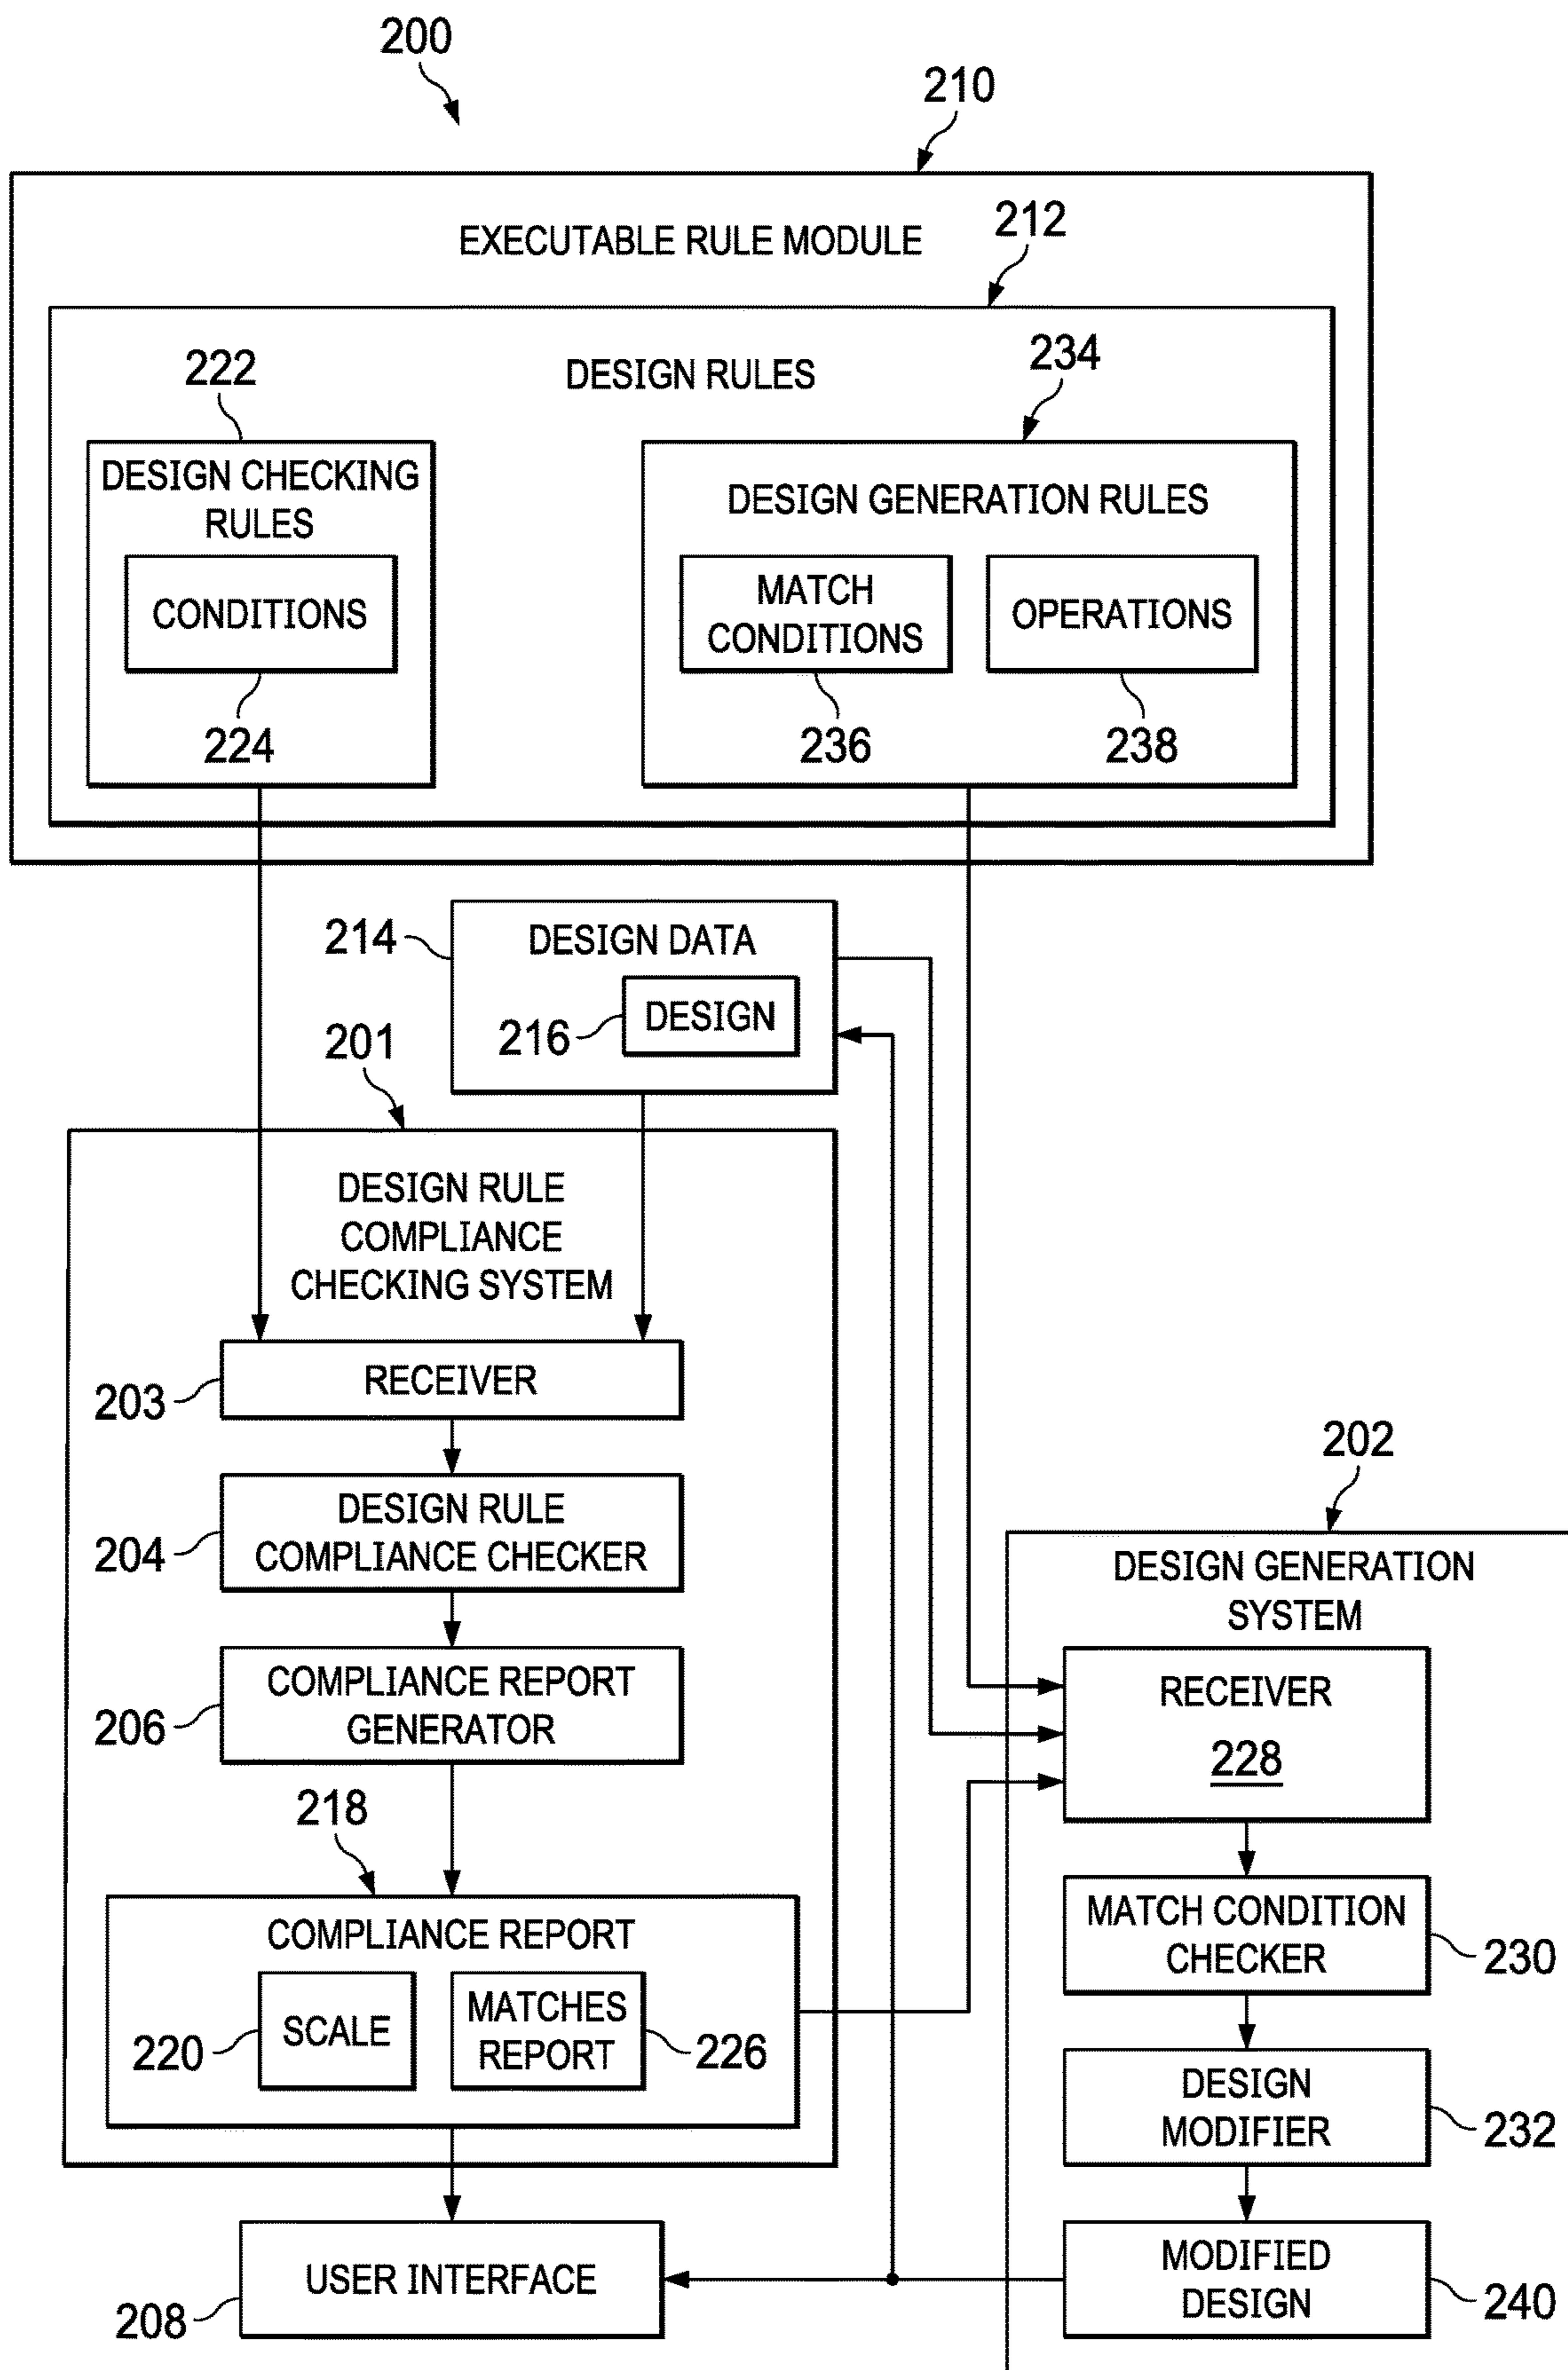 200
210
EXECUTABLE RULE MODULE
212
DESIGN RULES
222
234
DESIGN CHECKING
RULES
CONDITIONS
224
DESIGN GENERATION RULES
MATCH
CONDITIONS
236
OPERATIONS
238
214
DESIGN DATA
216
DESIGN
201
DESIGN RULE
COMPLIANCE
CHECKING SYSTEM
203
RECEIVER
204
DESIGN RULE
COMPLIANCE CHECKER
206
COMPLIANCE REPORT
GENERATOR
218
COMPLIANCE REPORT
220
SCALE
MATCHES
REPORT
226
208
USER INTERFACE
202
DESIGN GENERATION
SYSTEM
RECEIVER
228
MATCH CONDITION
CHECKER
230
DESIGN
MODIFIER
232
MODIFIED
DESIGN
240